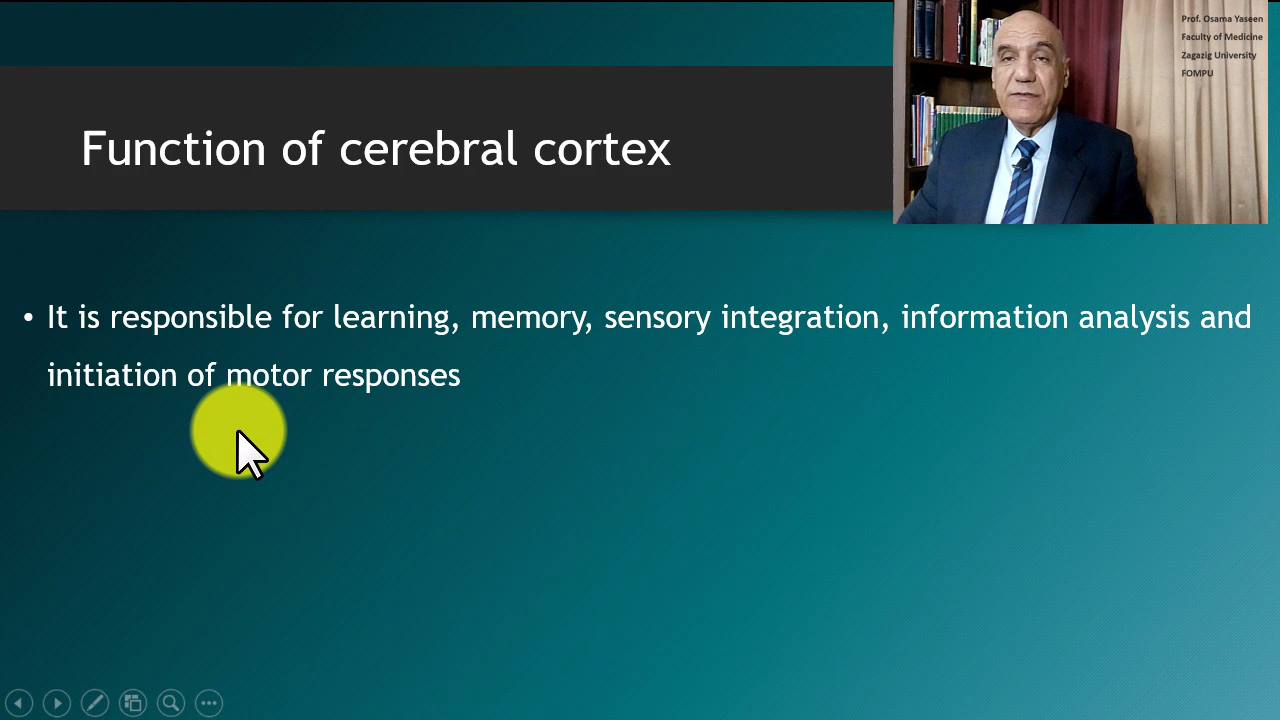 Prof. Osama Yaseen
Faculty of Medicine
Zagazig University
FOMPU
Function of cerebral cortex
• It is responsible for learning, memory, sensory integration, information analysis and
initiation of motor responses